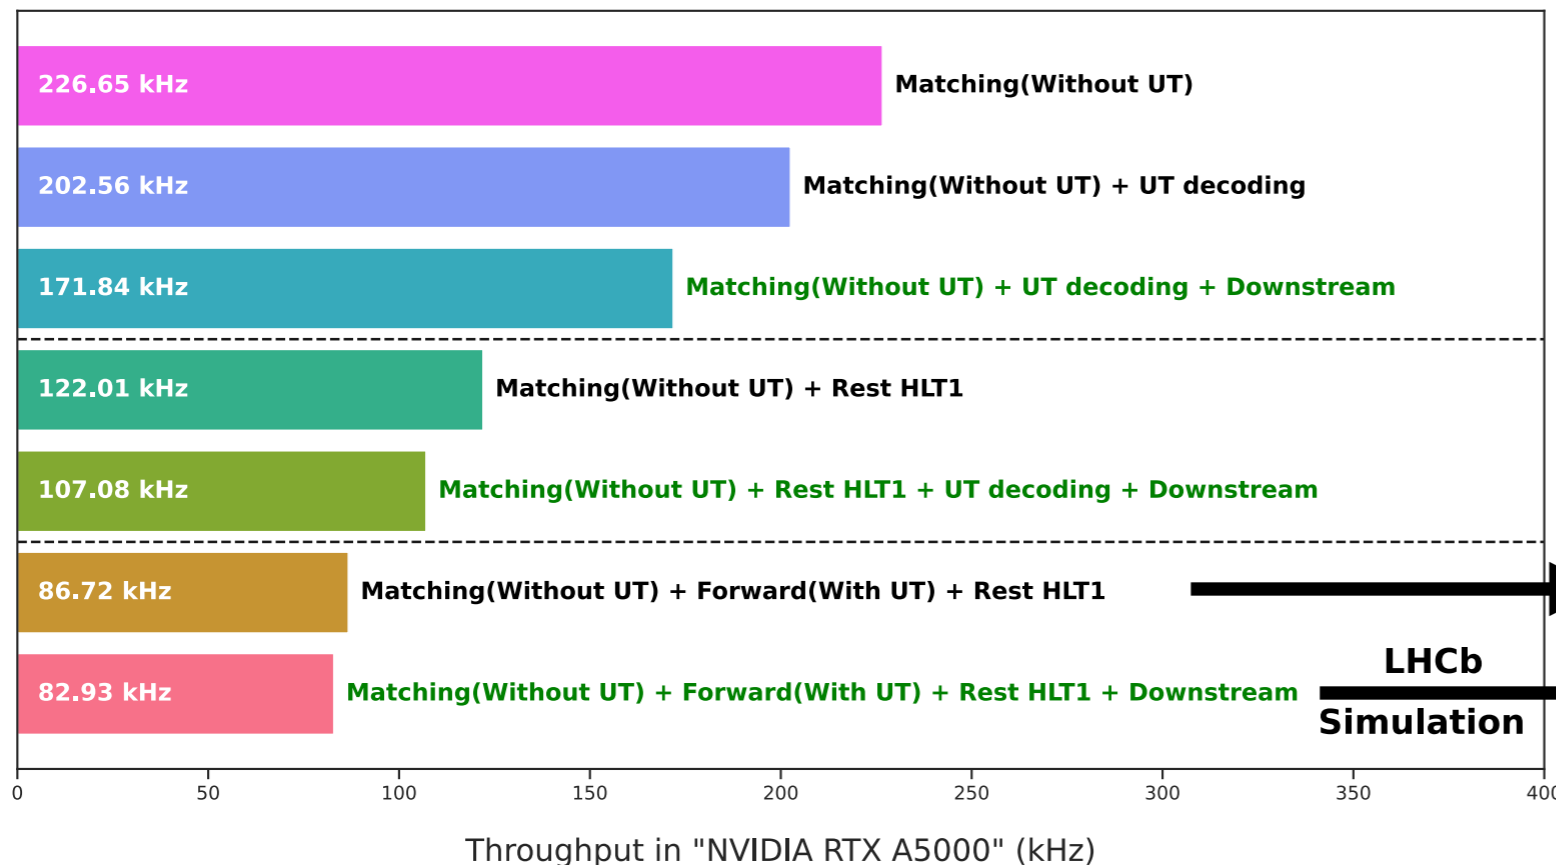 226.65 kHz Matching(Without UT)
202.56 kHz Matching(Without UT) + UT decoding
171.84 kHz Matching(Without UT) + UT decoding + Downstream
122.01 kHz Matching(Without UT) + Rest HLT1
107.08 kHz Matching(Without UT) + Rest HLT1 + UT decoding + Downstream
86.72 kHz Matching(Without UT) + Forward(With UT) + Rest HLT1
LHCb
82.93 kHz Matching(Without UT) + Forward(With UT) + Rest HLT1 + Downstream
Simulation
0 50 100 150 200 250 300 350 400
Throughput in "NVIDIA RTX A5000" (kHz)